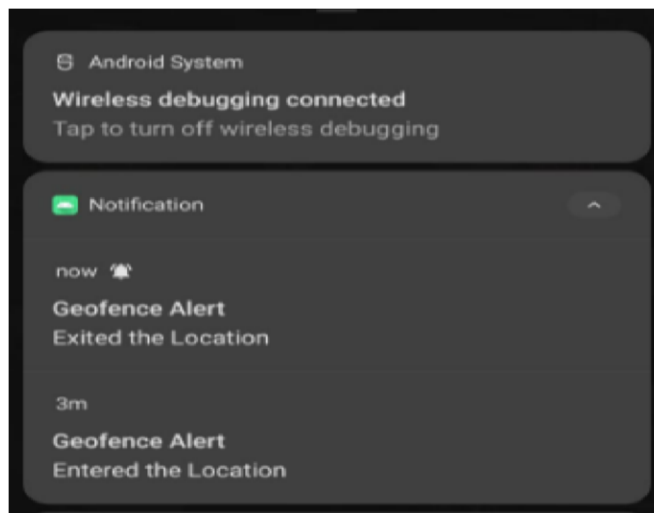 Android System
Wireless debugging connected
Tap to turn off wireless debugging
Notification
now
Geofence Alert
Exited the Location
3m
Geofence Alert
Entered the Location